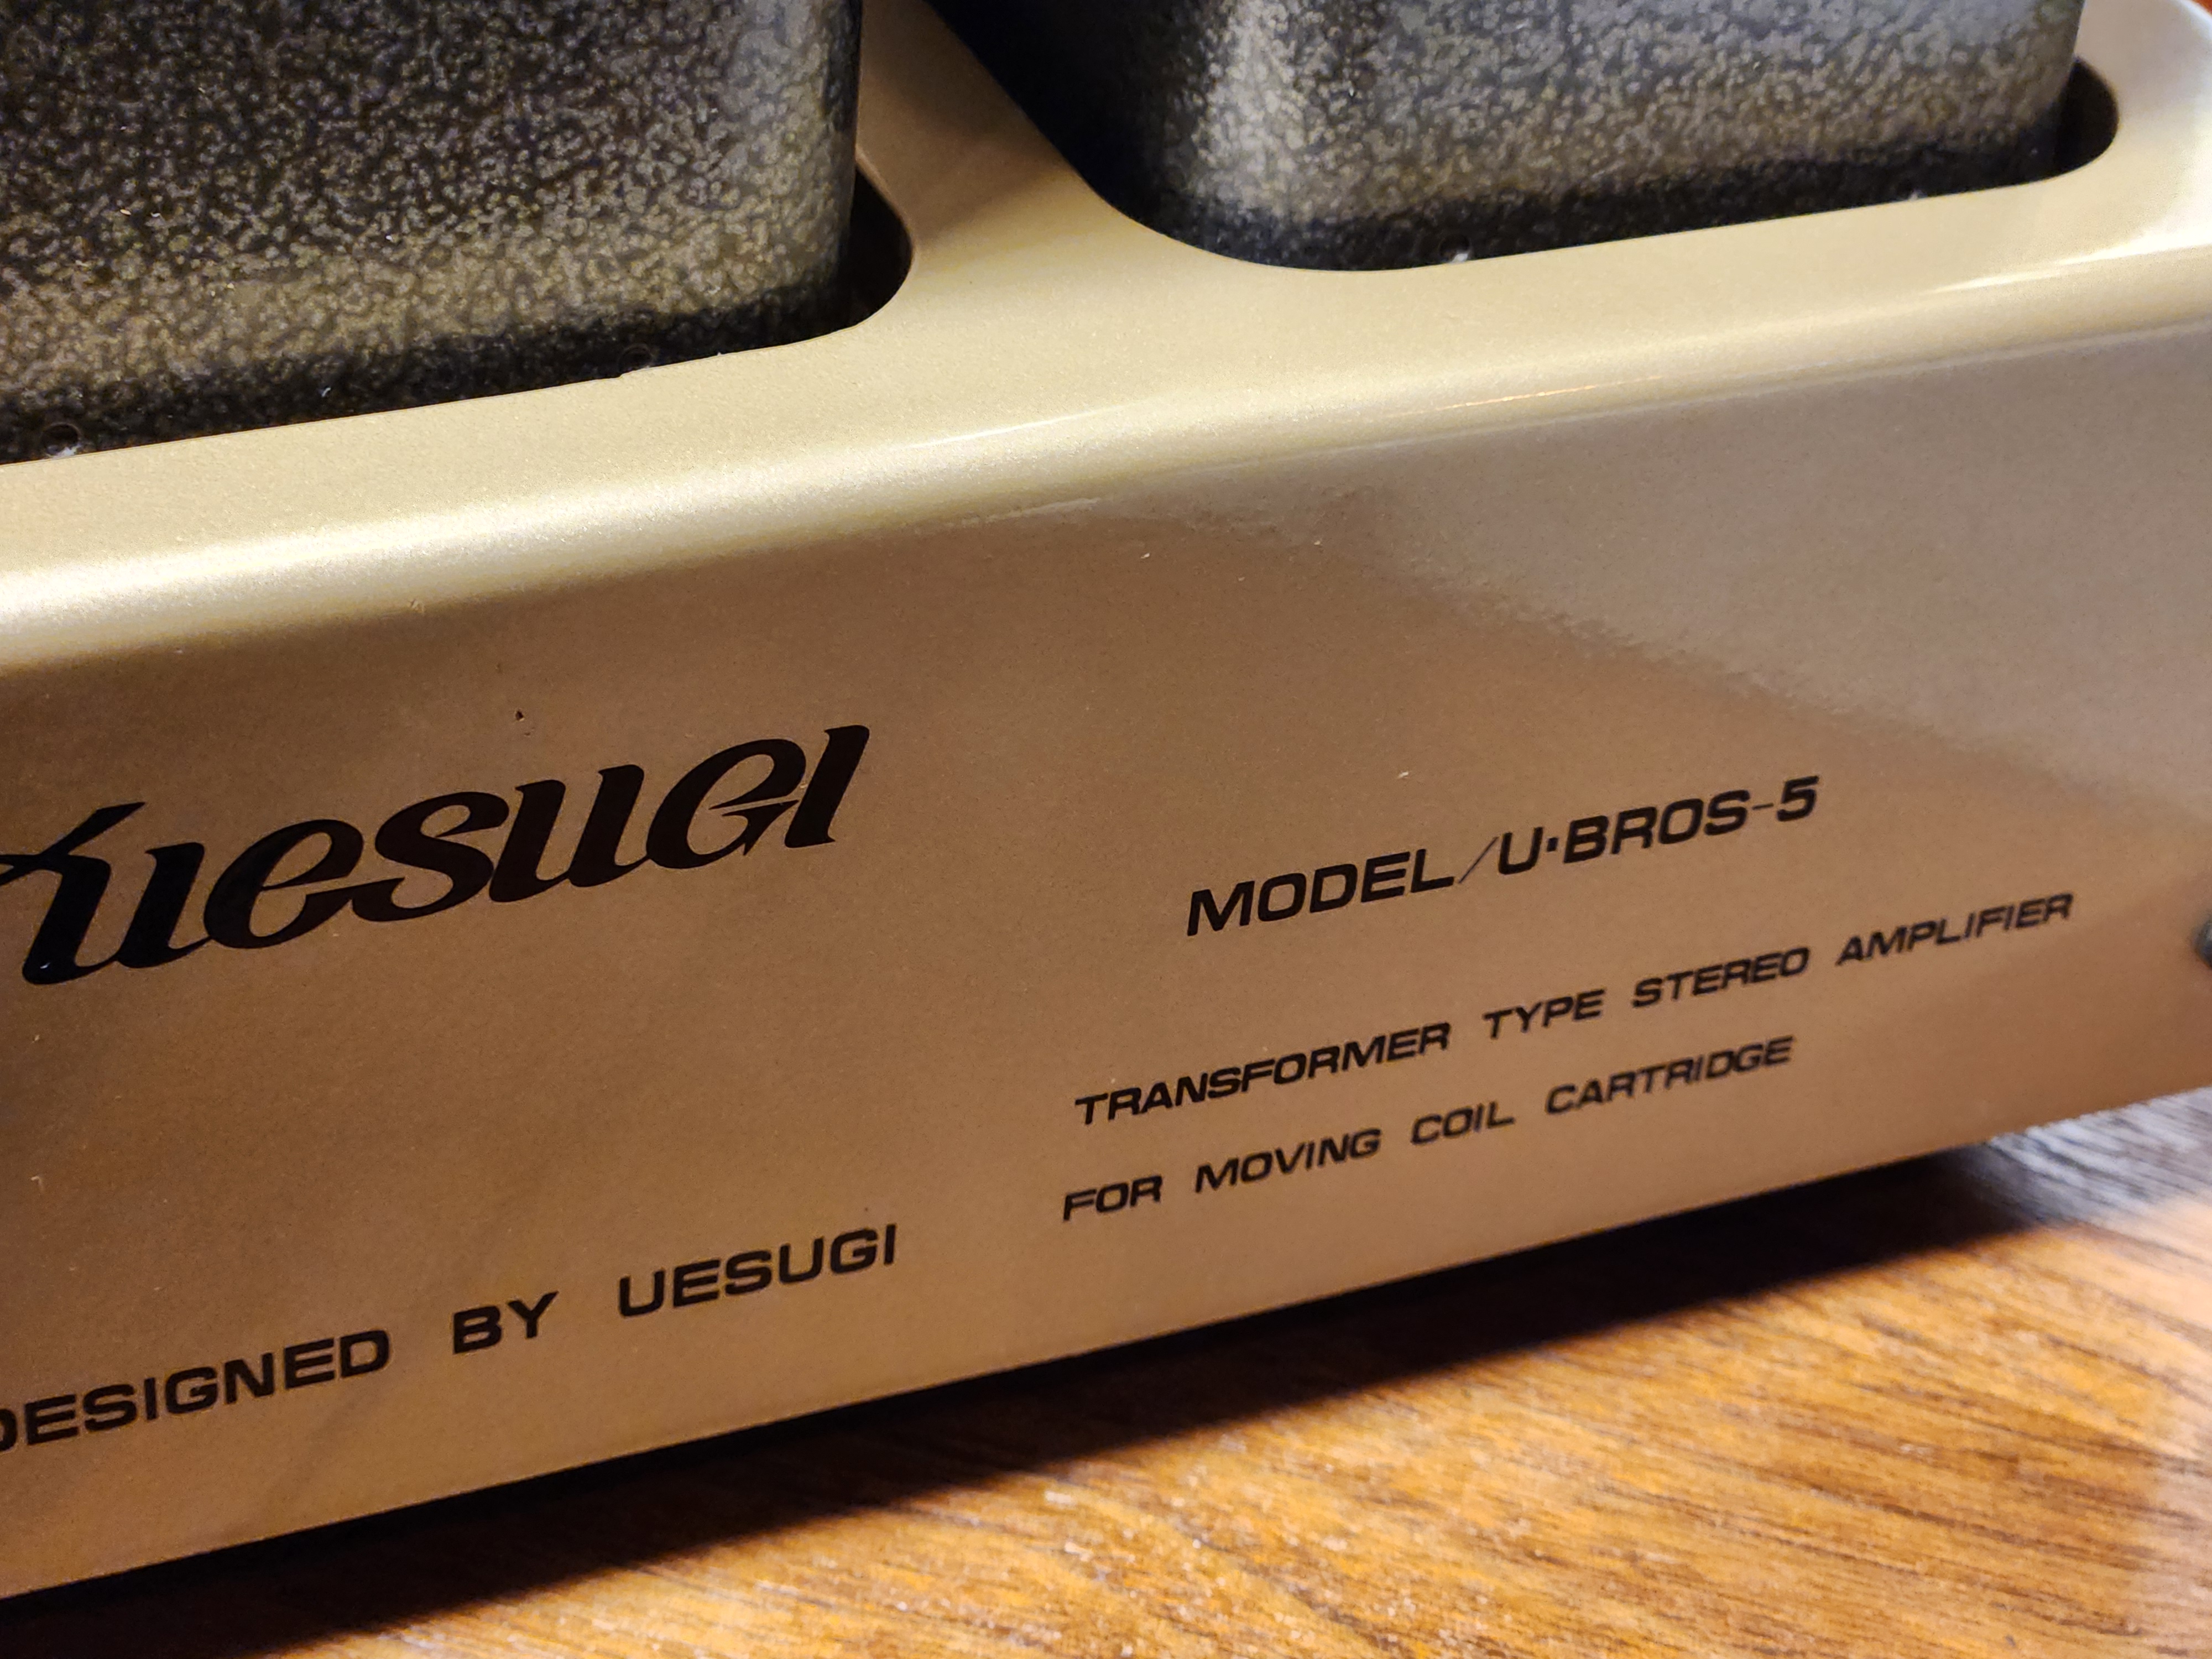 uesugi
MODEL/U·BROS-5
TRANSFORMER TYPE STEREO AMPLIFIER
FOR MOVING COIL CARTRIDGE
DESIGNED BY UESUGI